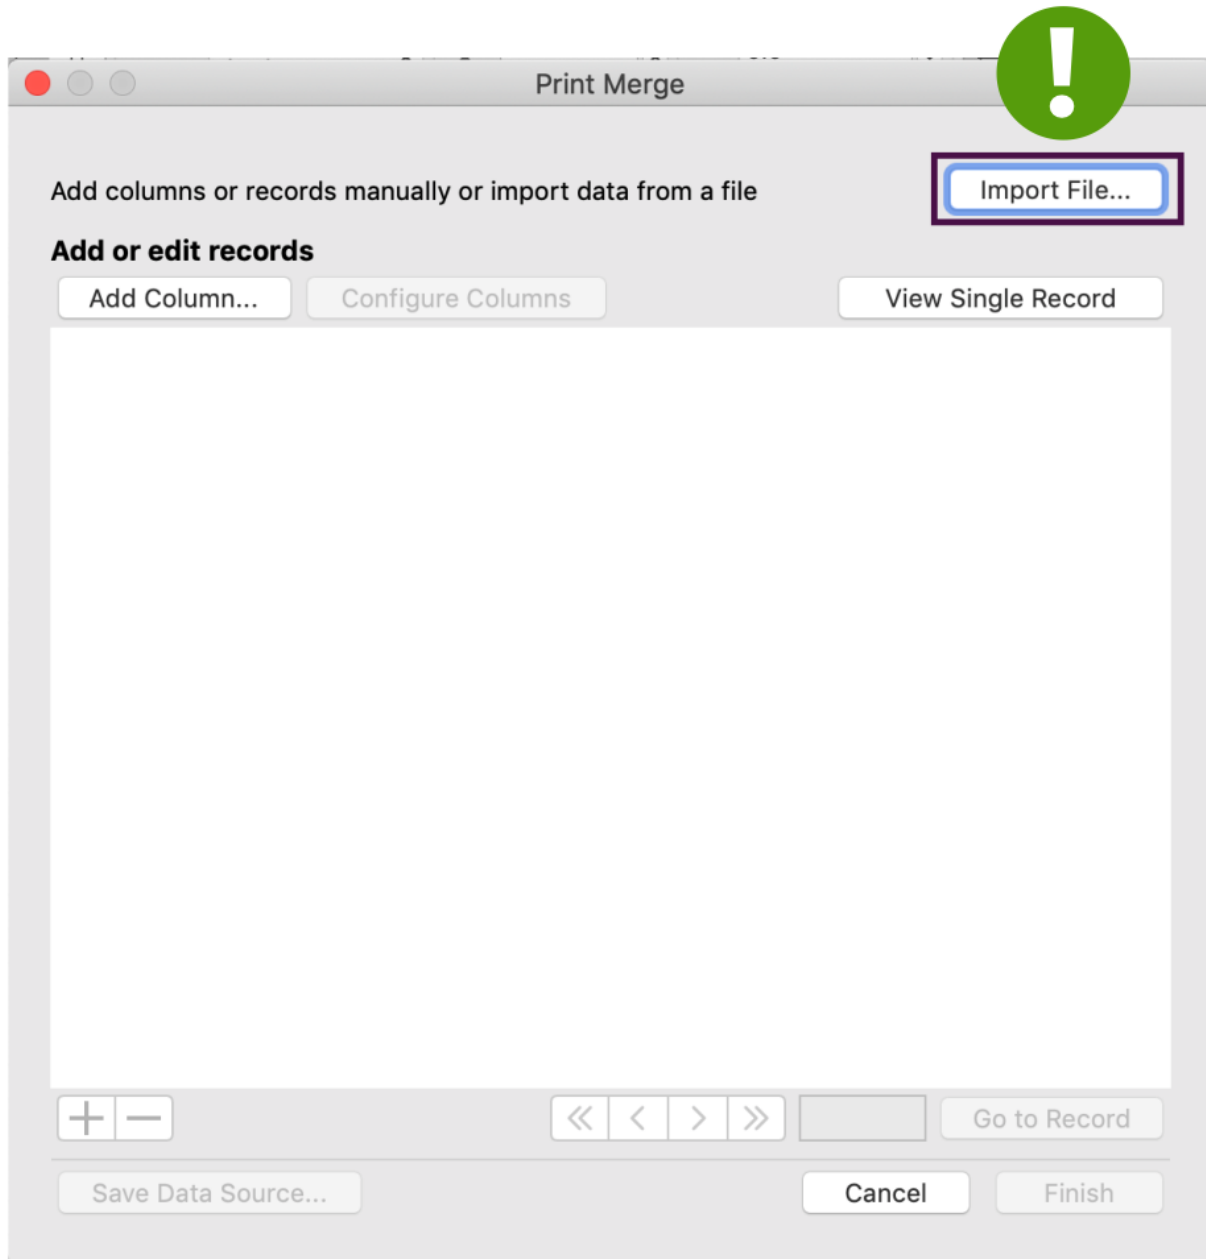 Print Merge
!
Add columns or records manually or import data from a file
Import File...
Add or edit records
Add Column...
Configure Columns
View Single Record
Go to Record
Save Data Source...
Cancel
Finish